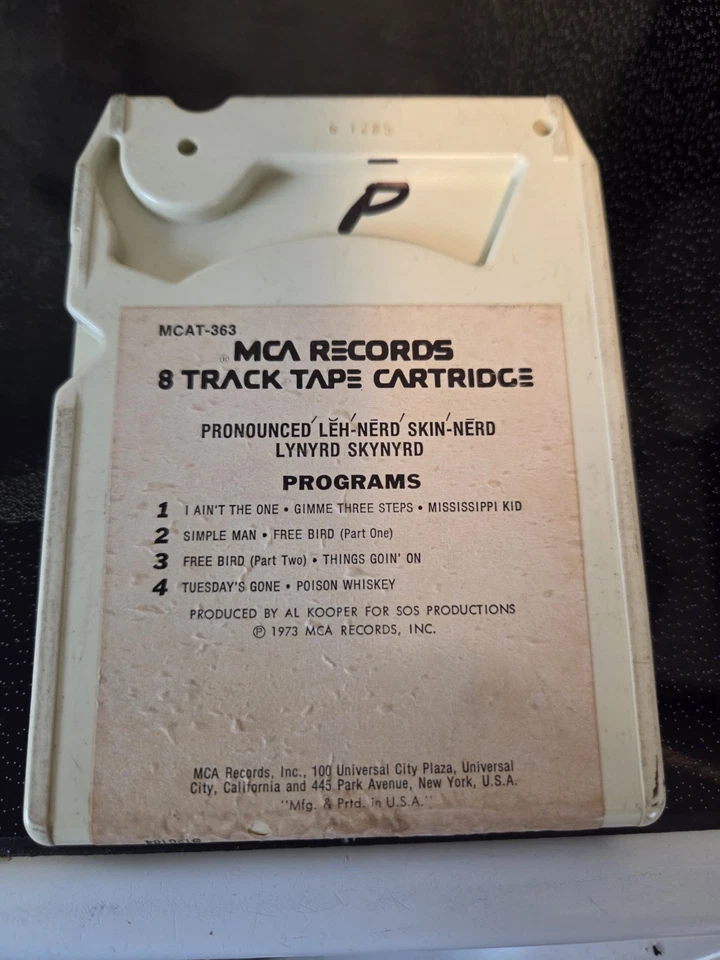 P
MCAT-363
MCA RECORDS
8 TRACK TAPE CARTRIDGE
PRONOUNCED′ LĔH′-NĒRD′ SKIN′-NĒRD
LYNYRD SKYNYRD
PROGRAMS
1 I AIN'T THE ONE • GIMME THREE STEPS • MISSISSIPPI KID
2 SIMPLE MAN • FREE BIRD (Part One)
3 FREE BIRD (Part Two) • THINGS GOIN' ON
4 TUESDAY'S GONE • POISON WHISKEY
PRODUCED BY AL KOOPER FOR SOS PRODUCTIONS
℗ 1973 MCA RECORDS, INC.
MCA Records, Inc., 100 Universal City Plaza, Universal
City, California and 445 Park Avenue, New York, U.S.A.
"Mfg. & Prtd. in U.S.A."